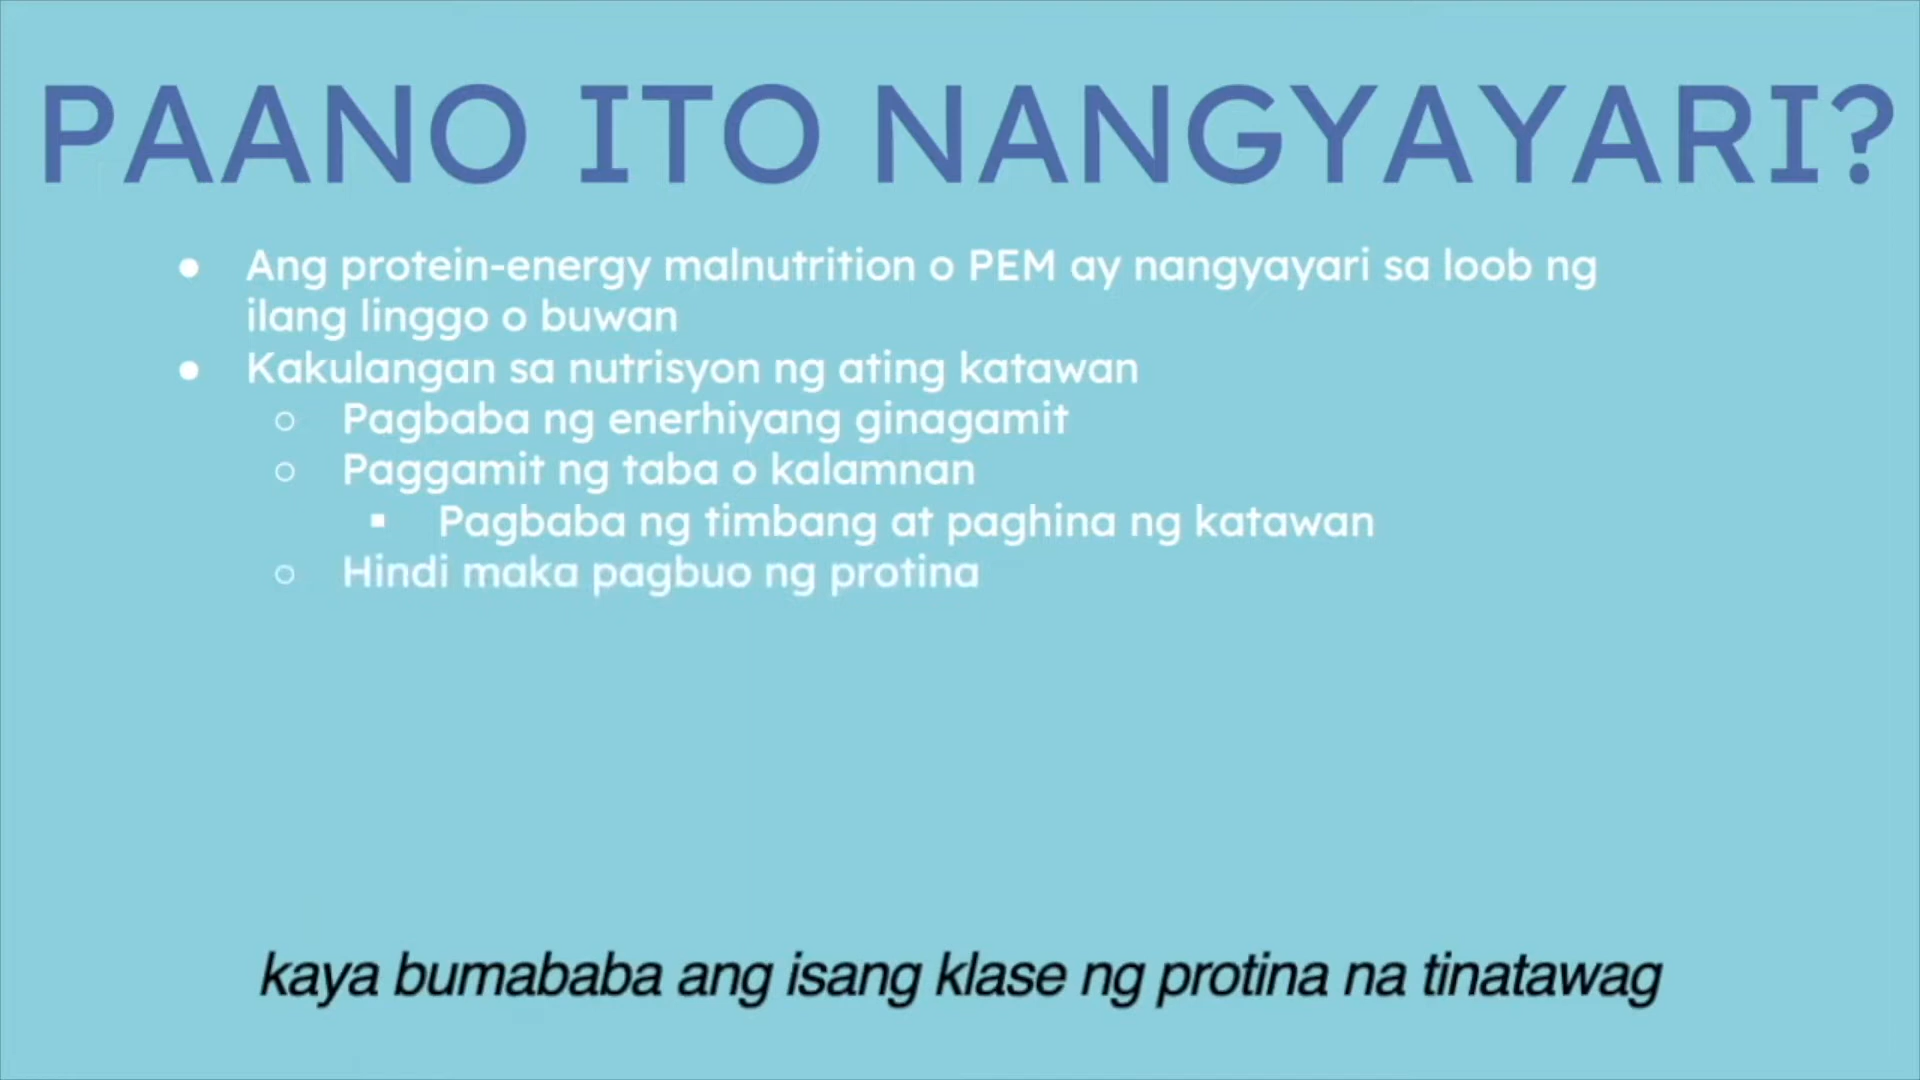 PAANO ITO NANGYAYARI?
● Ang protein-energy malnutrition o PEM ay nangyayari sa loob ng
ilang linggo o buwan
● Kakulangan sa nutrisyon ng ating katawan
○ Pagbaba ng enerhiyang ginagamit
○ Paggamit ng taba o kalamnan
▪ Pagbaba ng timbang at paghina ng katawan
○ Hindi maka pagbuo ng protina
kaya bumababa ang isang klase ng protina na tinatawag